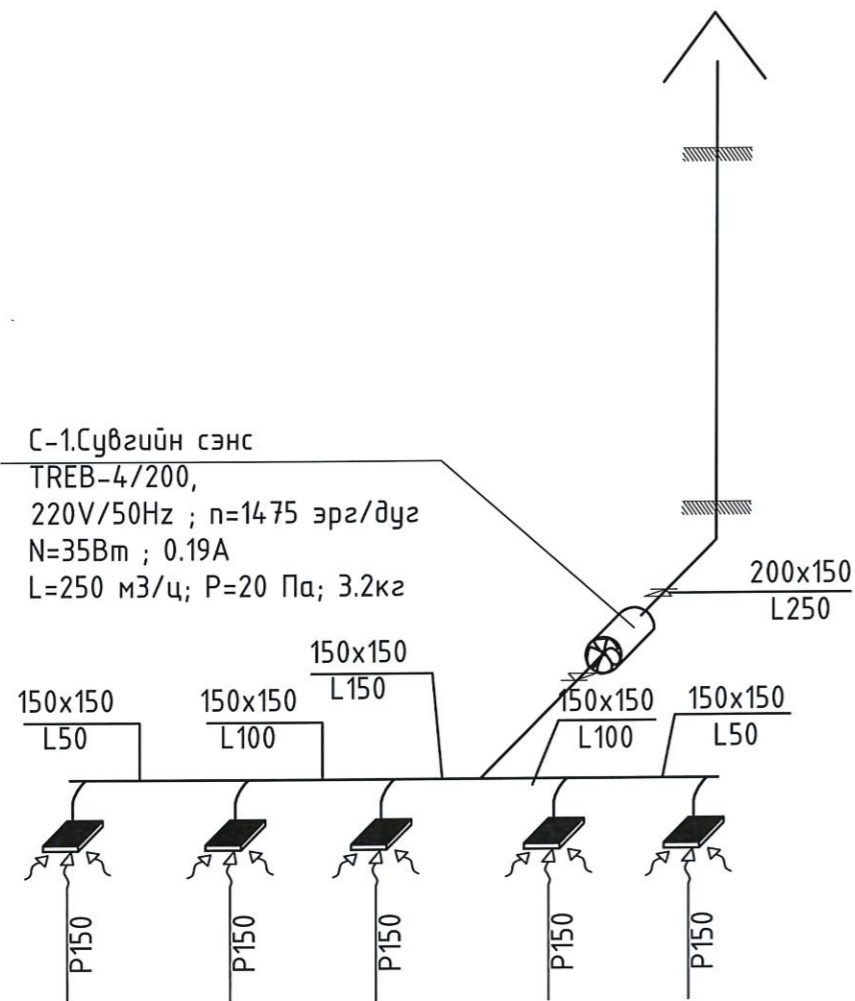 С-1.Сувгийн сэнс
TREB-4/200,
220V/50Hz ; n=1475 эрг/дуг
N=35Вт ; 0.19А
L=250 м3/ц; P=20 Па; 3.2кг
200x150
L250
150x150
L150
150x150
L50
150x150
L100
150x150
L100
150x150
L50
P150
P150
P150
P150
P150